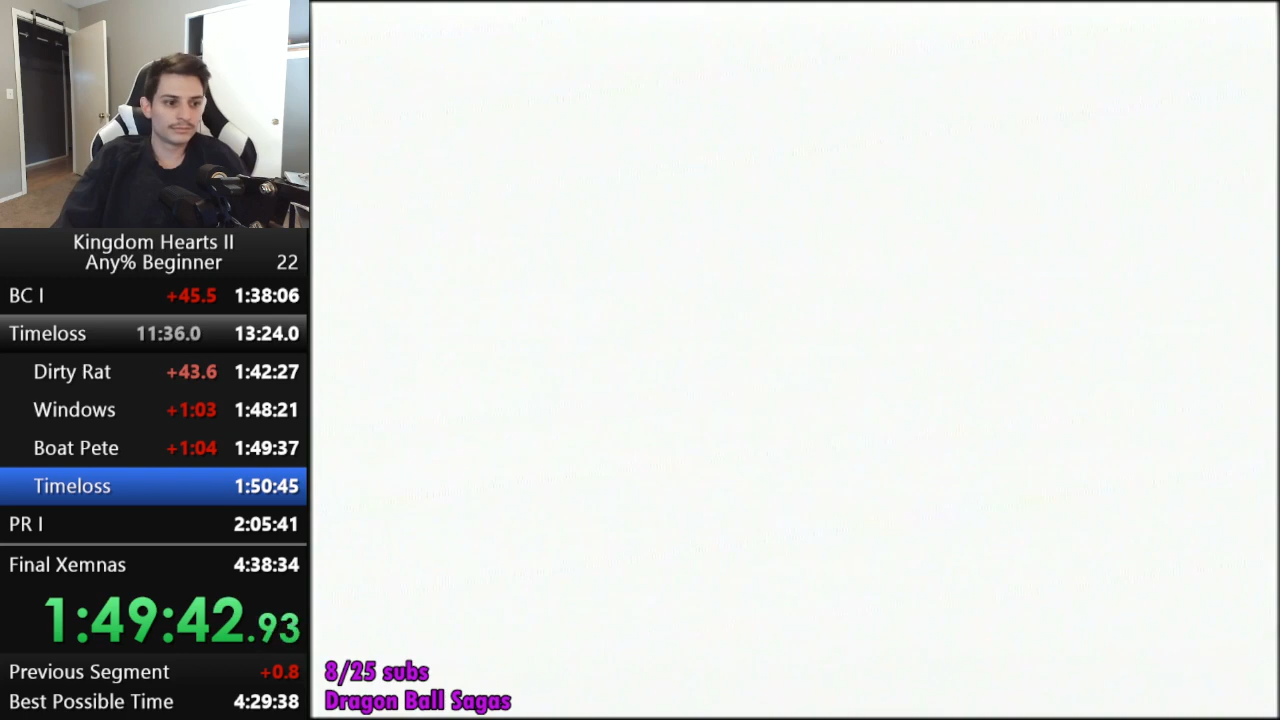 Kingdom Hearts II
Any% Beginner 22
BC I +45.5 1:38:06
Timeloss 11:36.0 13:24.0
Dirty Rat +43.6 1:42:27
Windows +1:03 1:48:21
Boat Pete +1:04 1:49:37
Timeloss 1:50:45
PR I 2:05:41
Final Xemnas 4:38:34
1:49:42.93
Previous Segment +0.8
Best Possible Time 4:29:38
8/25 subs
Dragon Ball Sagas